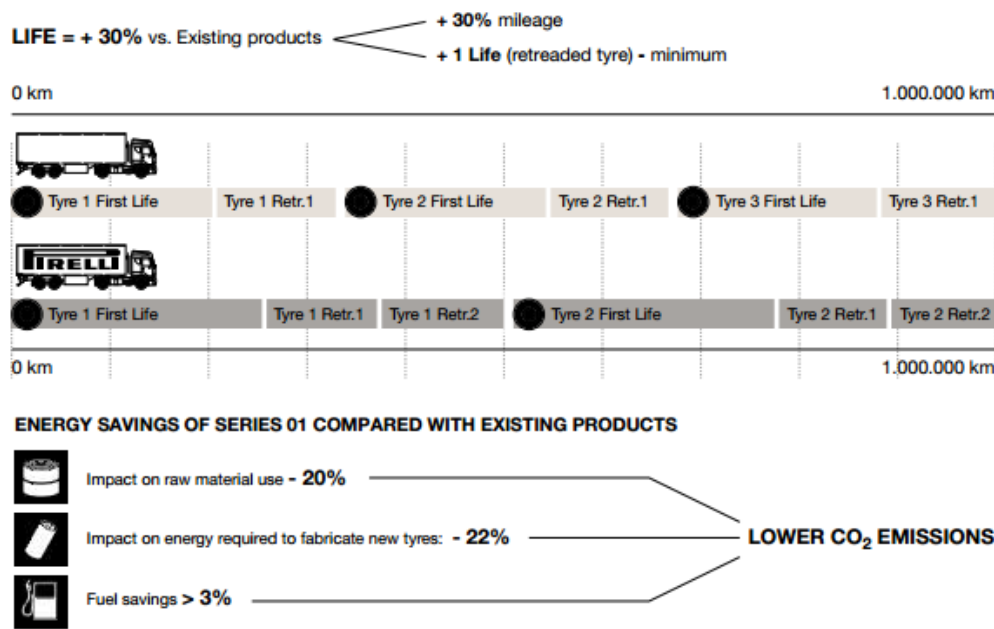 LIFE = + 30% vs. Existing products
+ 30% mileage
+ 1 Life (retreaded tyre) - minimum
0 km 1.000.000 km
Tyre 1 First Life Tyre 1 Retr.1 Tyre 2 First Life Tyre 2 Retr.1 Tyre 3 First Life Tyre 3 Retr.1
PIRELLI
Tyre 1 First Life Tyre 1 Retr.1 Tyre 1 Retr.2 Tyre 2 First Life Tyre 2 Retr.1 Tyre 2 Retr.2
0 km 1.000.000 km
ENERGY SAVINGS OF SERIES 01 COMPARED WITH EXISTING PRODUCTS
Impact on raw material use - 20%
Impact on energy required to fabricate new tyres: - 22%
LOWER CO₂ EMISSIONS
Fuel savings > 3%